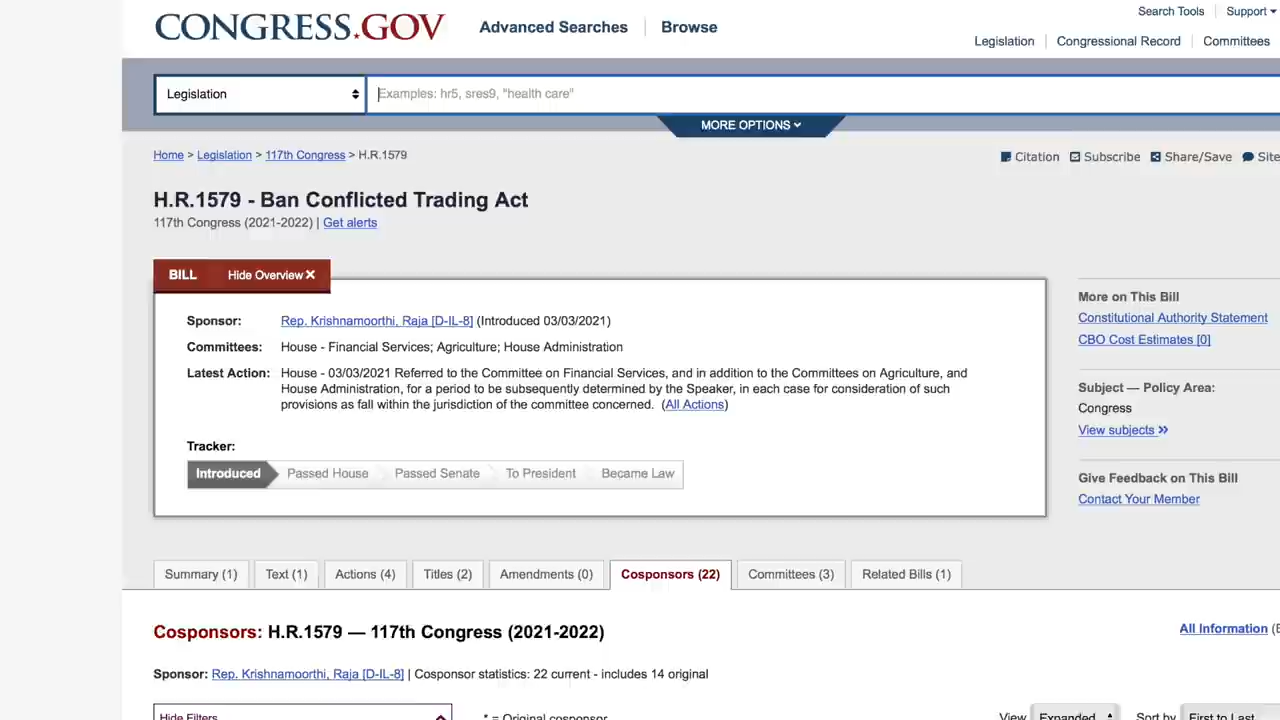 CONGRESS.GOV
Advanced Searches
Browse
Search Tools
Support
Legislation
Congressional Record
Committees
Legislation
Examples: hr5, sres9, "health care"
MORE OPTIONS
Home > Legislation > 117th Congress > H.R.1579
Citation
Subscribe
Share/Save
Site
H.R.1579 - Ban Conflicted Trading Act
117th Congress (2021-2022) | Get alerts
BILL
Hide Overview ×
Sponsor: Rep. Krishnamoorthi, Raja [D-IL-8] (Introduced 03/03/2021)
Committees: House - Financial Services; Agriculture; House Administration
Latest Action: House - 03/03/2021 Referred to the Committee on Financial Services, and in addition to the Committees on Agriculture, and
House Administration, for a period to be subsequently determined by the Speaker, in each case for consideration of such
provisions as fall within the jurisdiction of the committee concerned. (All Actions)
Tracker:
Introduced
Passed House
Passed Senate
To President
Became Law
More on This Bill
Constitutional Authority Statement
CBO Cost Estimates [0]
Subject — Policy Area:
Congress
View subjects »
Give Feedback on This Bill
Contact Your Member
Summary (1)
Text (1)
Actions (4)
Titles (2)
Amendments (0)
Cosponsors (22)
Committees (3)
Related Bills (1)
Cosponsors: H.R.1579 — 117th Congress (2021-2022)
All Information (
Sponsor: Rep. Krishnamoorthi, Raja [D-IL-8] | Cosponsor statistics: 22 current - includes 14 original
Hide Filters
* = Original cosponsor
View
Expanded
Sort by
First to Last